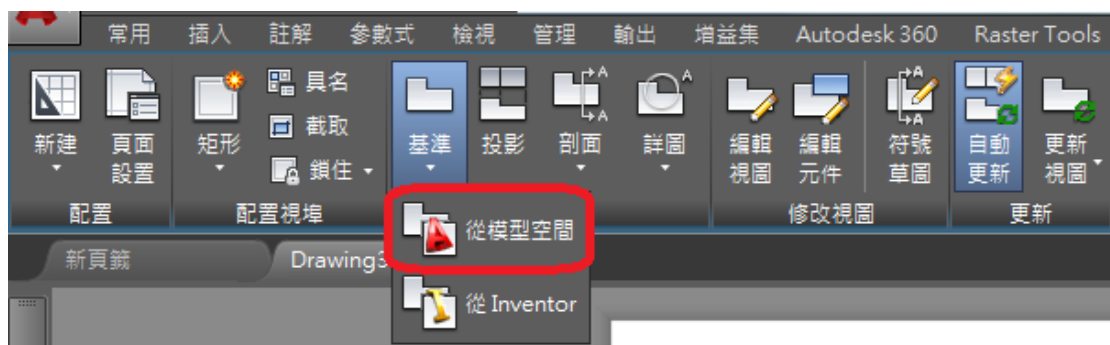 常用 插入 註解 參數式 檢視 管理 輸出 增益集 Autodesk 360 Raster Tools
新建
頁面
設置
矩形
具名
截取
鎖住
基準
投影
剖面
詳圖
編輯
視圖
編輯
元件
符號
草圖
自動
更新
更新
視圖
配置
配置視埠
修改視圖
更新
從模型空間
從 Inventor
新頁籤
Drawing3